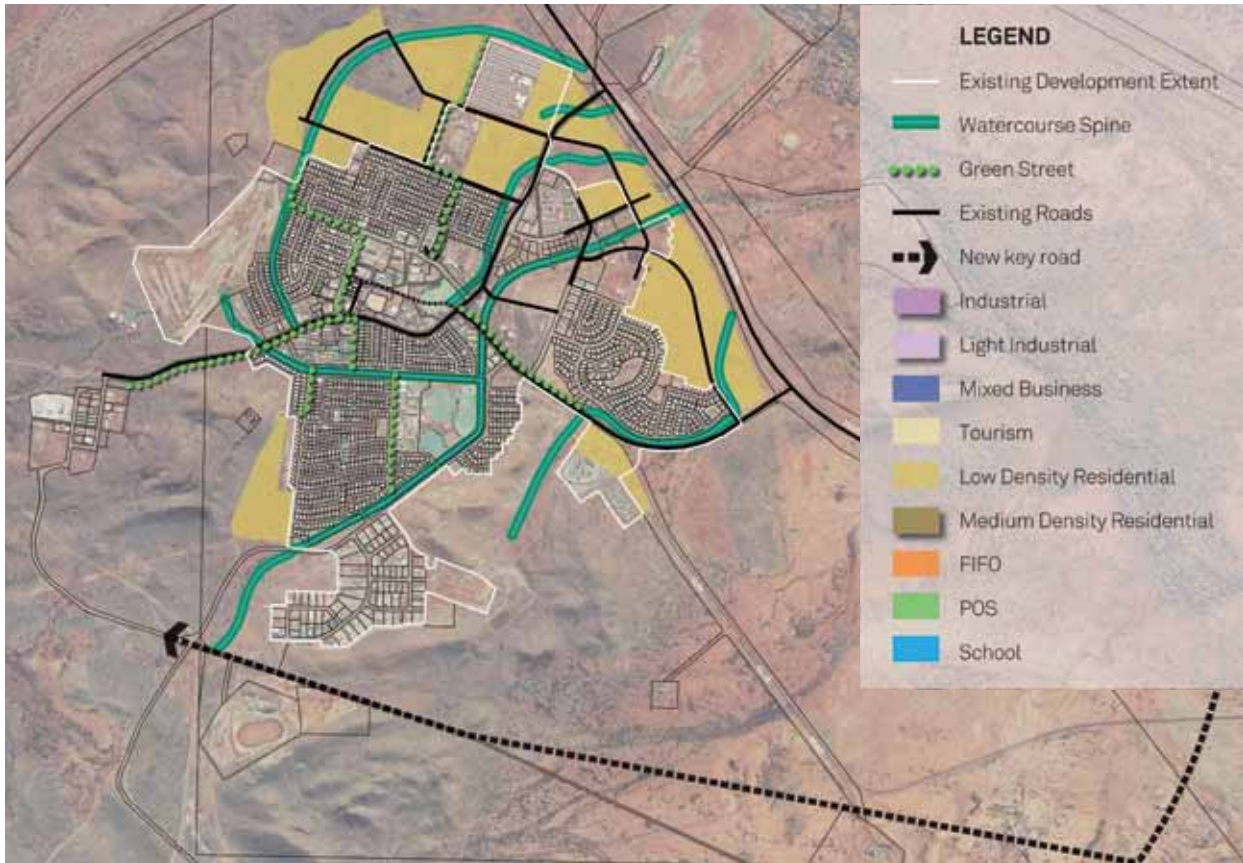 LEGEND
Existing Development Extent
Watercourse Spine
Green Street
Existing Roads
New key road
Industrial
Light Industrial
Mixed Business
Tourism
Low Density Residential
Medium Density Residential
FIFO
POS
School